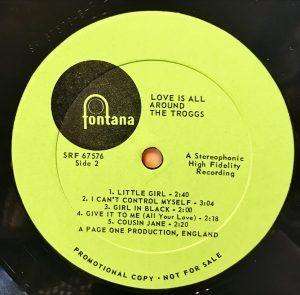 fontana
LOVE IS ALL
AROUND
THE TROGGS
SRF 67576
Side 2
A Stereophonic
High Fidelity
Recording
1. LITTLE GIRL - 2:40
2. I CAN'T CONTROL MYSELF - 3:04
3. GIRL IN BLACK - 2:00
4. GIVE IT TO ME (All Your Love) - 2:18
5. COUSIN JANE - 2:20
A PAGE ONE PRODUCTION, ENGLAND
PROMOTIONAL COPY · NOT FOR SALE